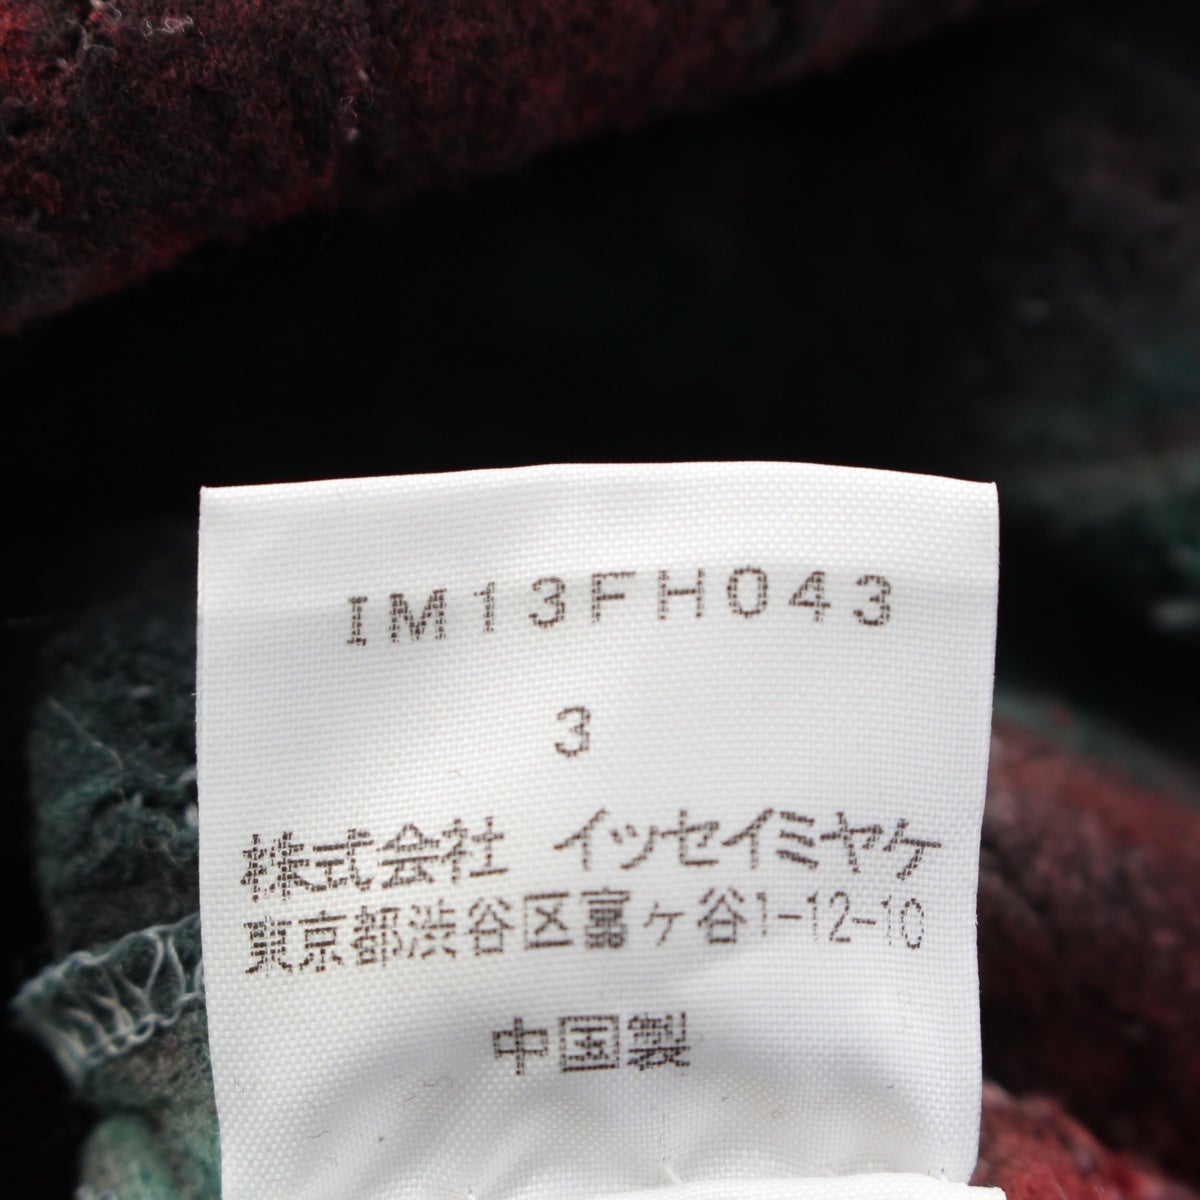 IM13FH043
3
株式会社 イッセイミヤケ
東京都渋谷区富ヶ谷1-12-10
中国製